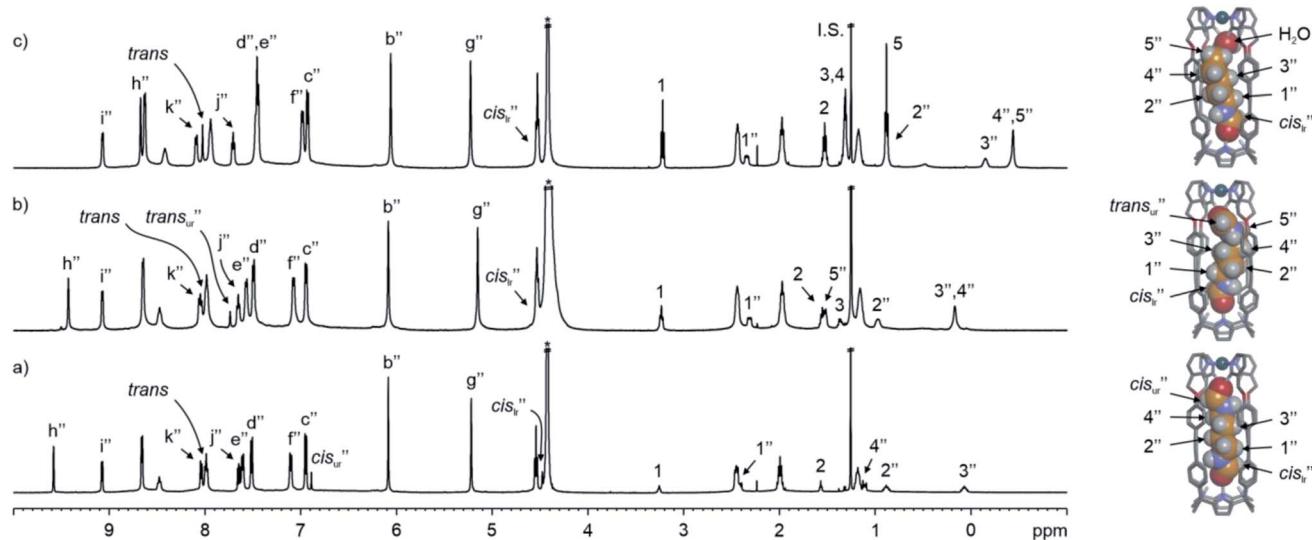 c)
h”
i”
k”
trans
j”
d”,e”
f”
c”
b”
g”
cis_lr”
*
1
1”
2
3,4
I.S.
5
2”
3”
4”,5”
5”
4”
2”
H2O
3”
1”
cis_lr”
b)
h”
i”
k”
trans
trans_ur”
j”
e”
d”
f”
c”
b”
g”
cis_lr”
*
1
1”
2
5”
3
2”
3”,4”
trans_ur”
3”
1”
cis_lr”
5”
4”
2”
a)
h”
i”
k”
trans
j”
e”
d”
f”
c”
cis_ur”
b”
g”
cis_lr”
*
1
1”
2
4”
2”
3”
cis_ur”
4”
2”
3”
1”
cis_lr”
9 8 7 6 5 4 3 2 1 0 ppm